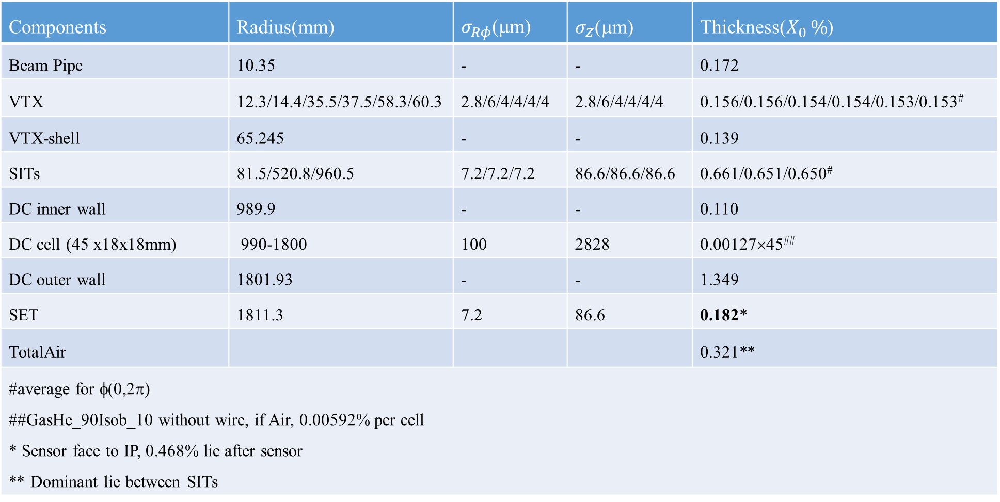 Components Radius(mm) σ_Rϕ(μm) σ_Z(μm) Thickness(X₀ %)
Beam Pipe 10.35 - - 0.172
VTX 12.3/14.4/35.5/37.5/58.3/60.3 2.8/6/4/4/4/4 2.8/6/4/4/4/4 0.156/0.156/0.154/0.154/0.153/0.153#
VTX-shell 65.245 - - 0.139
SITs 81.5/520.8/960.5 7.2/7.2/7.2 86.6/86.6/86.6 0.661/0.651/0.650#
DC inner wall 989.9 - - 0.110
DC cell (45 x18x18mm) 990-1800 100 2828 0.00127×45##
DC outer wall 1801.93 - - 1.349
SET 1811.3 7.2 86.6 0.182*
TotalAir 0.321**
#average for ϕ(0,2π)
##GasHe_90Isob_10 without wire, if Air, 0.00592% per cell
* Sensor face to IP, 0.468% lie after sensor
** Dominant lie between SITs